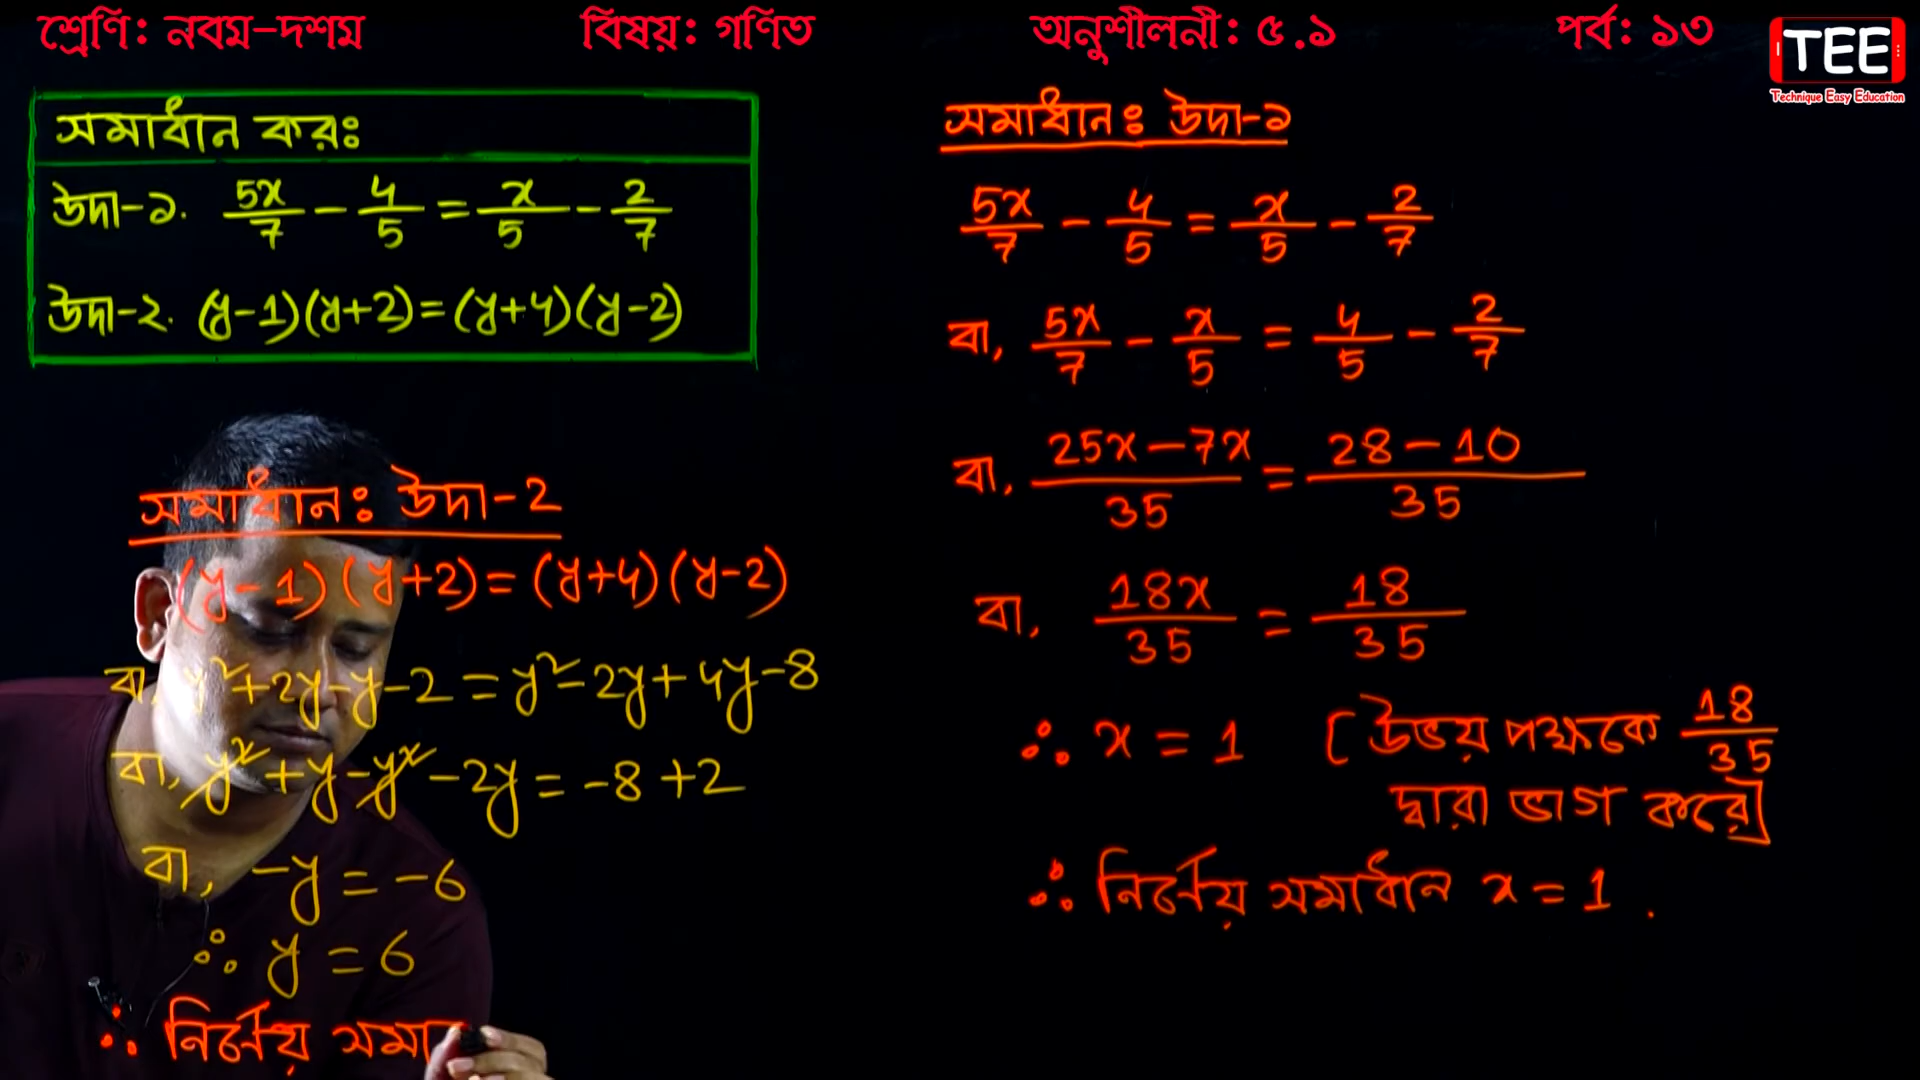 শ্রেণি: নবম-দশম
বিষয়: গণিত
অনুশীলনী: ৫.১
পর্ব: ১৩
TEE
Technique Easy Education
সমাধান করঃ
উদা-১. 5x/7 - 4/5 = x/5 - 2/7
উদা-২. (y-1)(y+2)=(y+4)(y-2)
সমাধানঃ উদা-2
(y-1)(y+2)=(y+4)(y-2)
বা, y²+2y-y-2=y²-2y+4y-8
বা, y²+y-y²-2y=-8+2
বা, -y=-6
∴ y=6
∴ নির্ণেয় সমা
সমাধানঃ উদা-১
5x/7 - 4/5 = x/5 - 2/7
বা, 5x/7 - x/5 = 4/5 - 2/7
বা, 25x-7x/35 = 28-10/35
বা, 18x/35 = 18/35
∴ x = 1 [উভয় পক্ষকে 18/35
দ্বারা ভাগ করে]
∴ নির্ণেয় সমাধান x = 1.